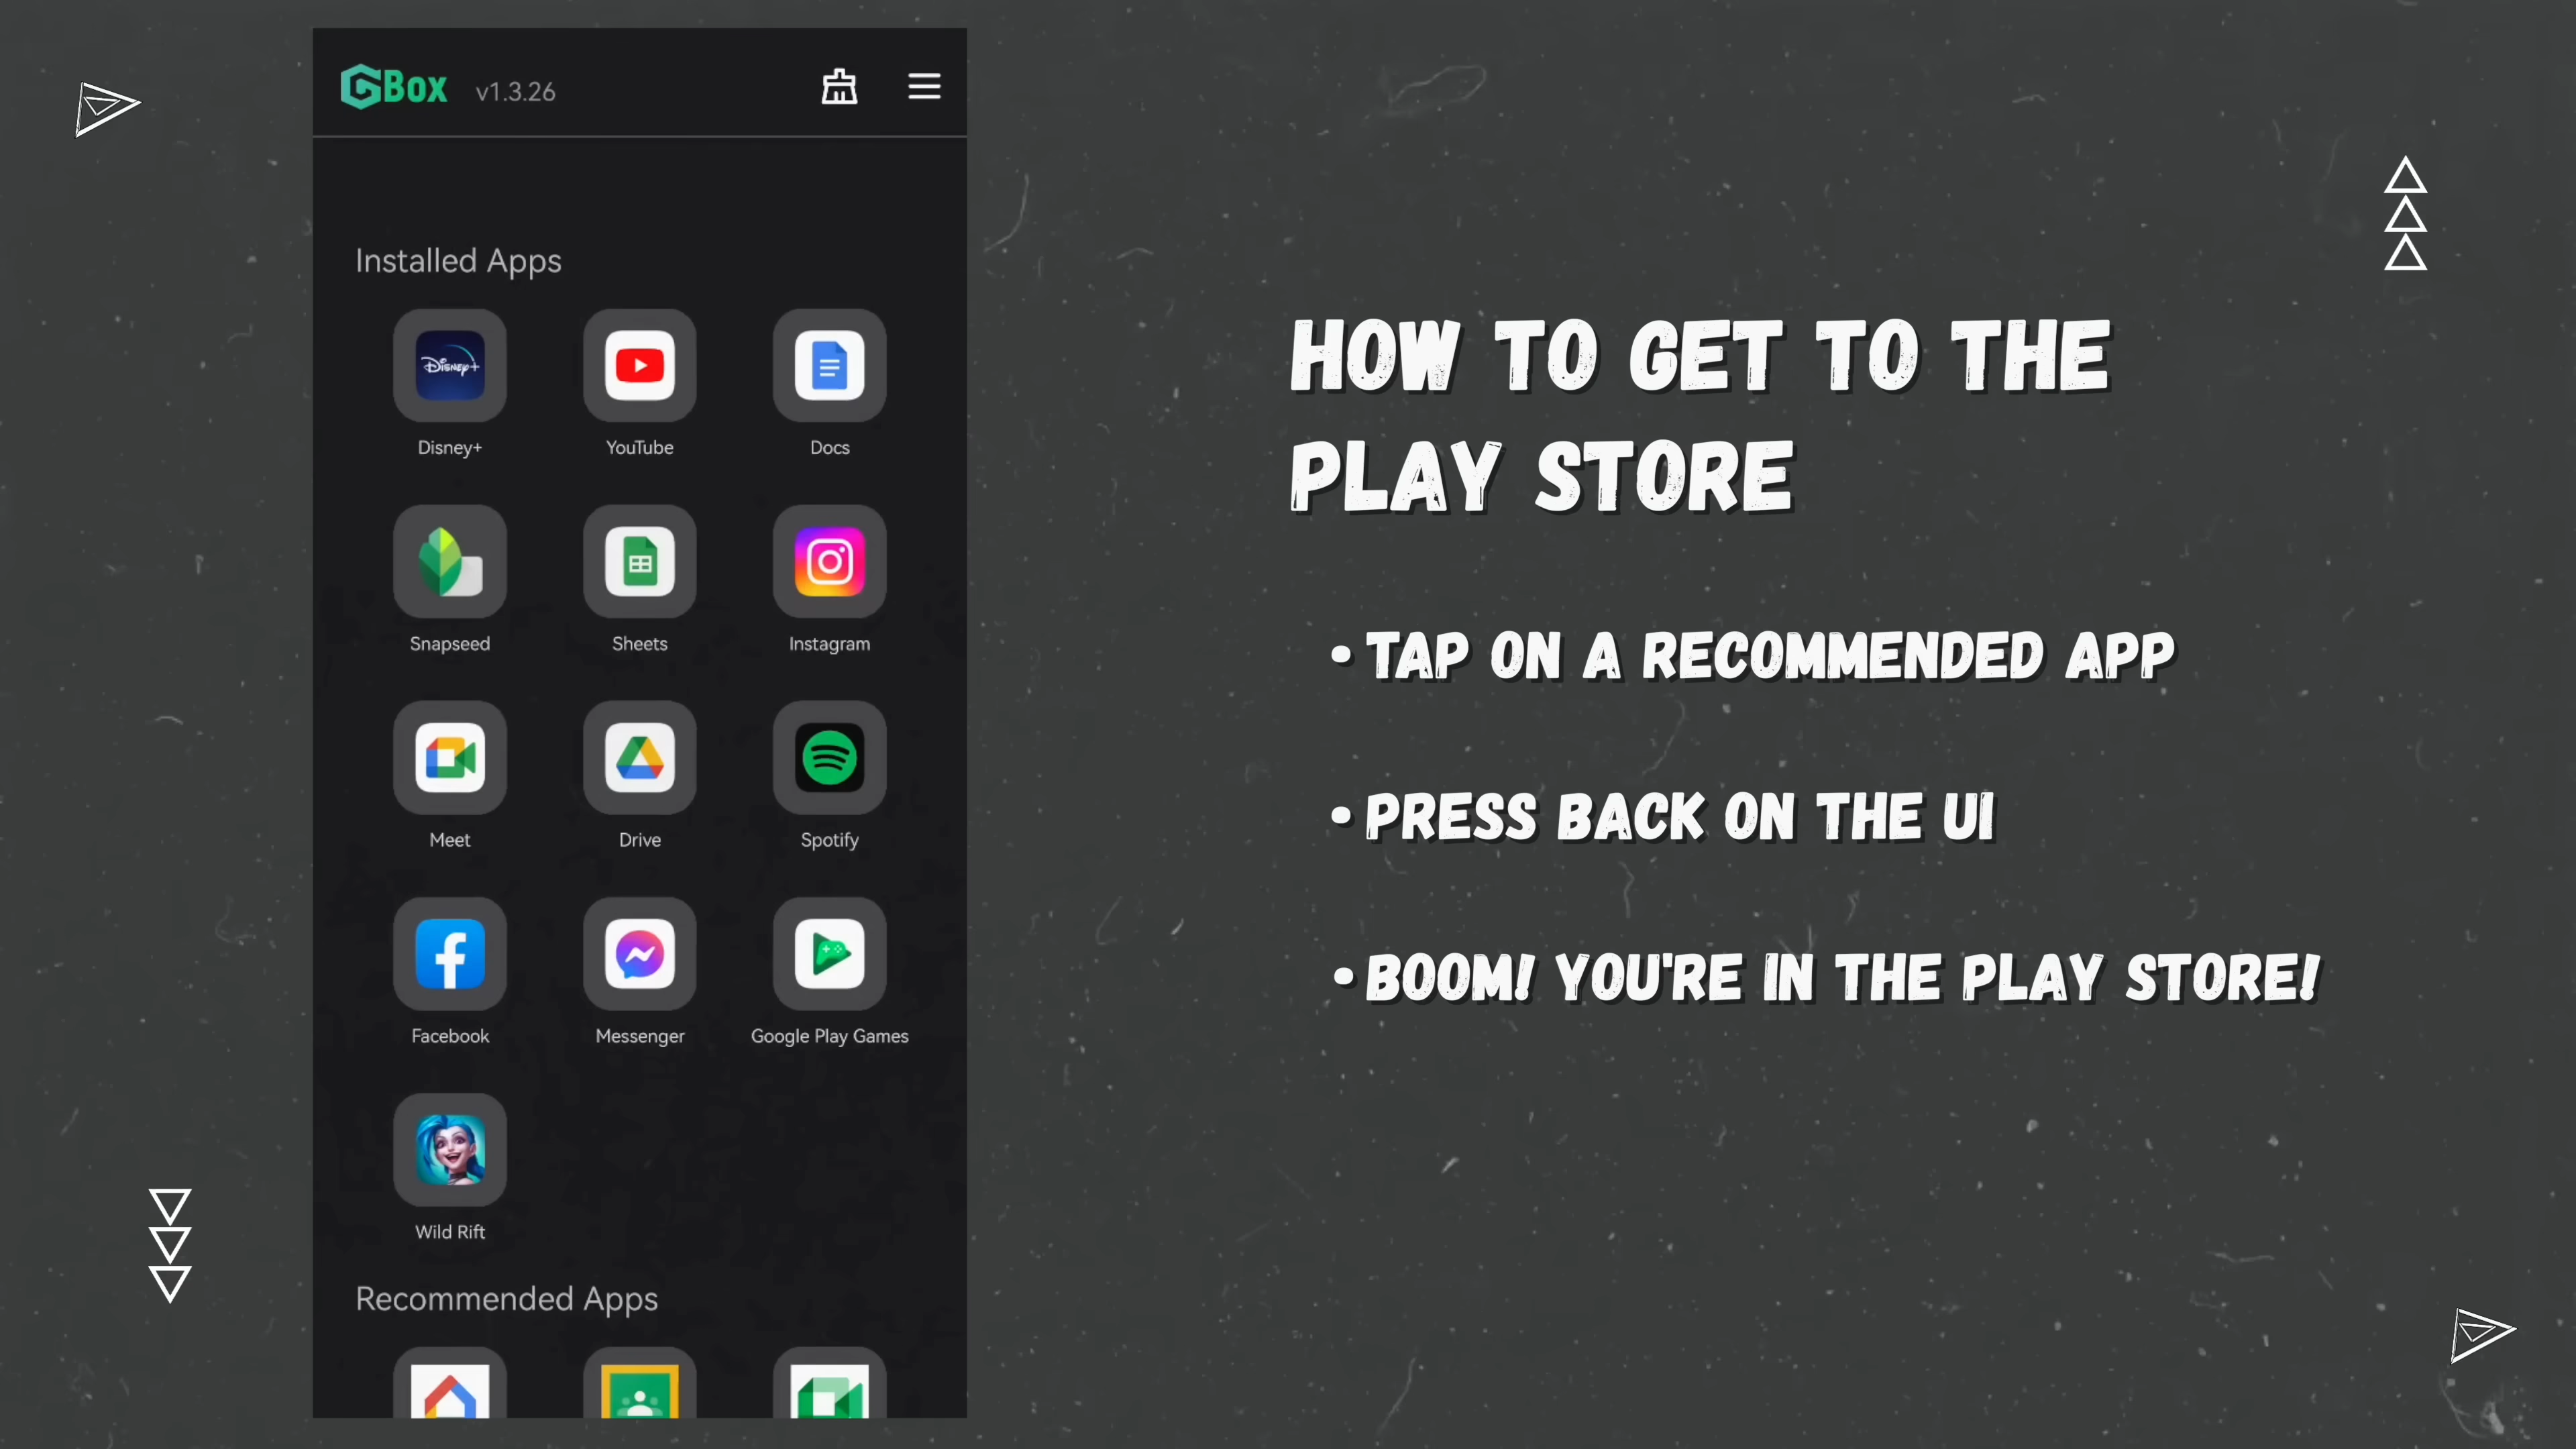 GBox v1.3.26
Installed Apps
Disney+
Disney+ YouTube Docs
Snapseed Sheets Instagram
Meet Drive Spotify
Facebook Messenger Google Play Games
Wild Rift
Recommended Apps
HOW TO GET TO THE
PLAY STORE
• TAP ON A RECOMMENDED APP
• PRESS BACK ON THE UI
• BOOM! YOU'RE IN THE PLAY STORE!